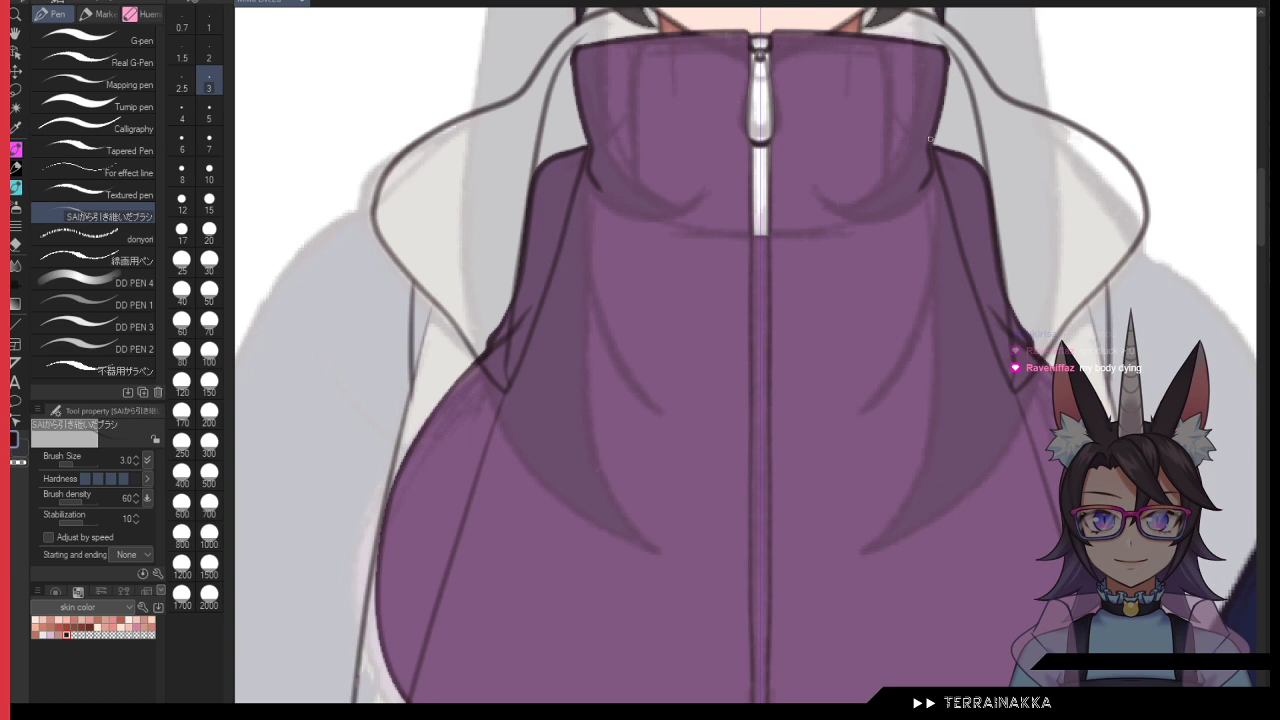 Pen
Marke
Huem
G-pen
Real G-Pen
Mapping pen
Turnip pen
Calligraphy
Tapered Pen
For effect line
Textured pen
SAIから引き継いだブラシ
donyori
線画用ペン
DD PEN 4
DD PEN 1
DD PEN 3
DD PEN 2
不器用ザラペン
0.7 1
1.5 2
2.5 3
4 5
6 7
8 10
12 15
17 20
25 30
40 50
60 70
80 100
120 150
170 200
250 300
400 500
600 700
800 1000
1200 1500
1700 2000
Tool property [SAIから引き継い
SAIから引き継いだブラシ
Brush Size 3.0
Hardness
Brush density 60
Stabilization 10
Adjust by speed
Starting and ending None
skin color
Raveniffaz my body dying
TERRAINAKKA